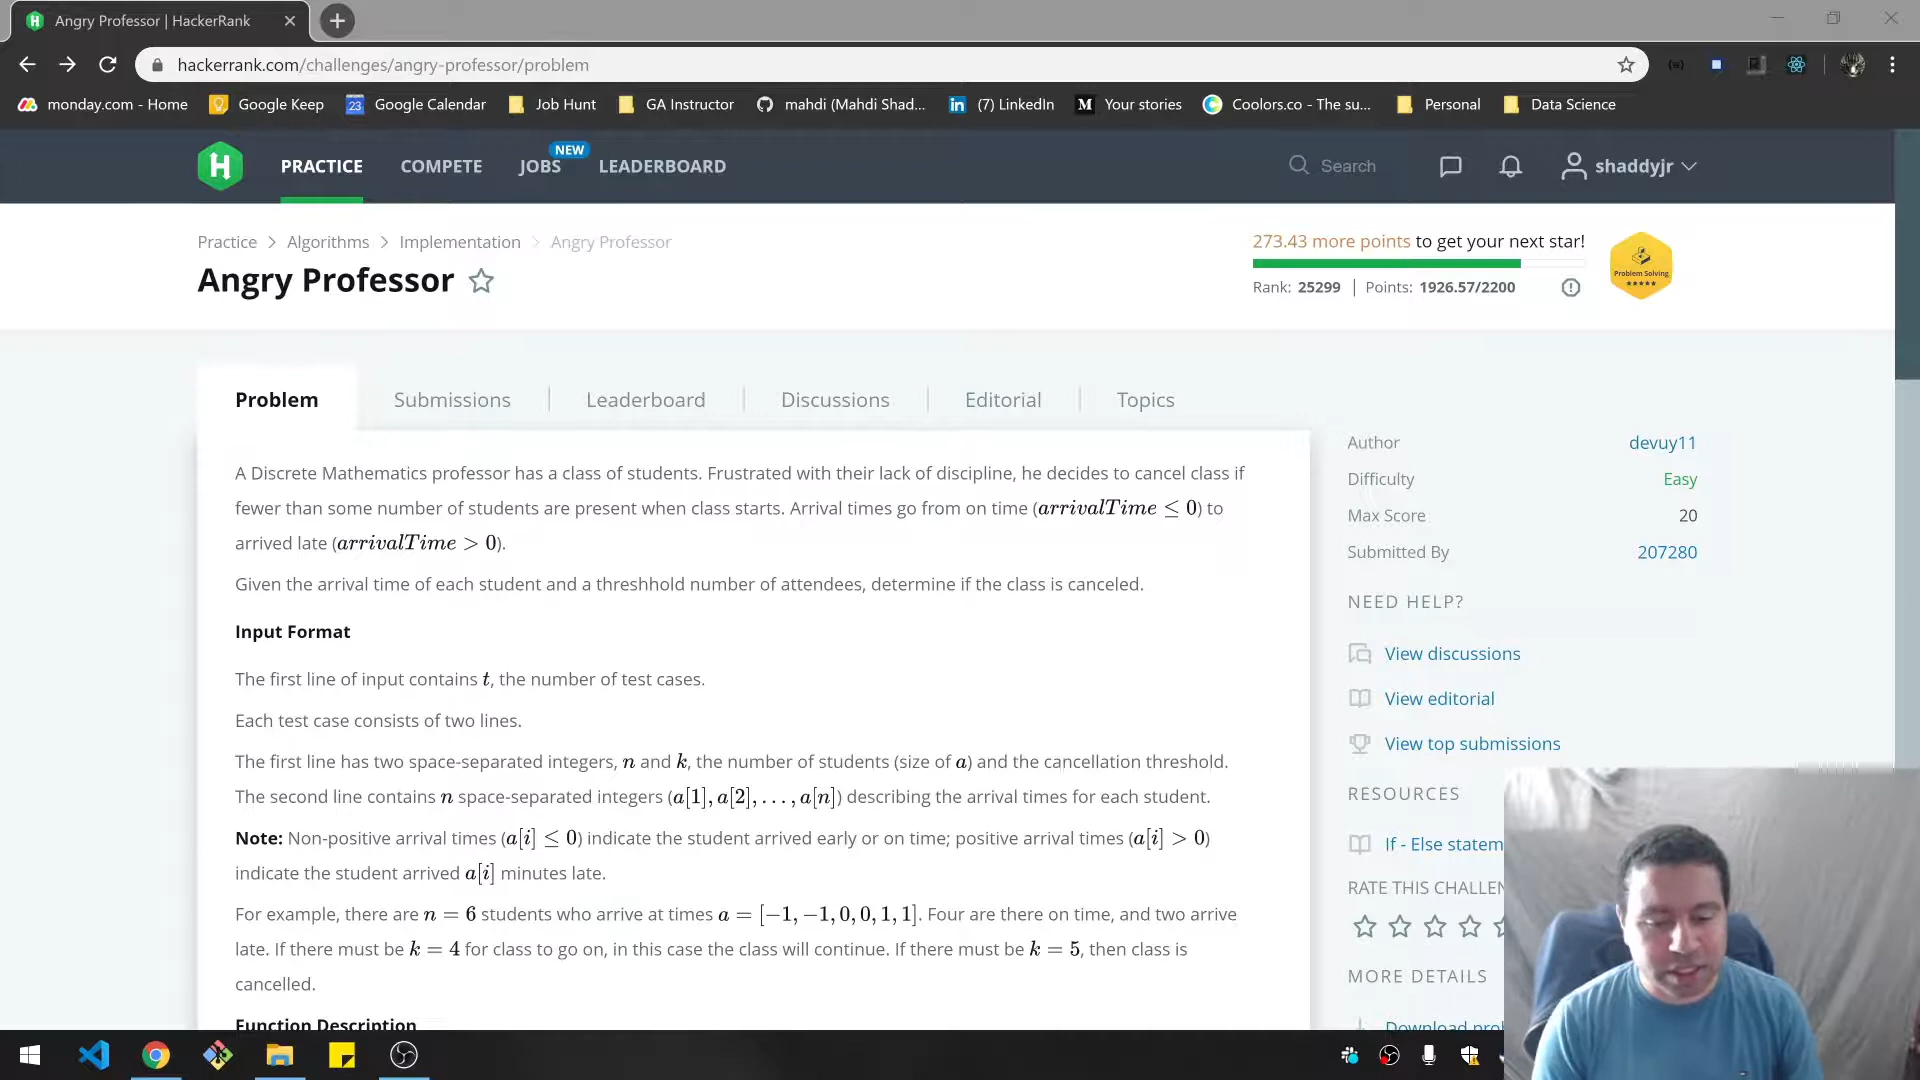 Angry Professor | HackerRank
hackerrank.com/challenges/angry-professor/problem
monday.com - Home
Google Keep
23
Google Calendar
Job Hunt
GA Instructor
mahdi (Mahdi Shad...
in
(7) LinkedIn
M
Your stories
Coolors.co - The su...
Personal
Data Science
H
PRACTICE
COMPETE
JOBS
NEW
LEADERBOARD
Search
shaddyjr
Practice > Algorithms > Implementation > Angry Professor
Angry Professor
273.43 more points to get your next star!
Rank: 25299 | Points: 1926.57/2200
Problem Solving
Problem
Submissions
Leaderboard
Discussions
Editorial
Topics
A Discrete Mathematics professor has a class of students. Frustrated with their lack of discipline, he decides to cancel class if
fewer than some number of students are present when class starts. Arrival times go from on time (arrivalTime ≤ 0) to
arrived late (arrivalTime > 0).
Given the arrival time of each student and a threshhold number of attendees, determine if the class is canceled.
Input Format
The first line of input contains t, the number of test cases.
Each test case consists of two lines.
The first line has two space-separated integers, n and k, the number of students (size of a) and the cancellation threshold.
The second line contains n space-separated integers (a[1], a[2], . . . , a[n]) describing the arrival times for each student.
Note: Non-positive arrival times (a[i] ≤ 0) indicate the student arrived early or on time; positive arrival times (a[i] > 0)
indicate the student arrived a[i] minutes late.
For example, there are n = 6 students who arrive at times a = [−1, −1, 0, 0, 1, 1]. Four are there on time, and two arrive
late. If there must be k = 4 for class to go on, in this case the class will continue. If there must be k = 5, then class is
cancelled.
Function Description
Author
devuy11
Difficulty
Easy
Max Score
20
Submitted By
207280
NEED HELP?
View discussions
View editorial
View top submissions
RESOURCES
If - Else statem
RATE THIS CHALLEN
MORE DETAILS
Download pro